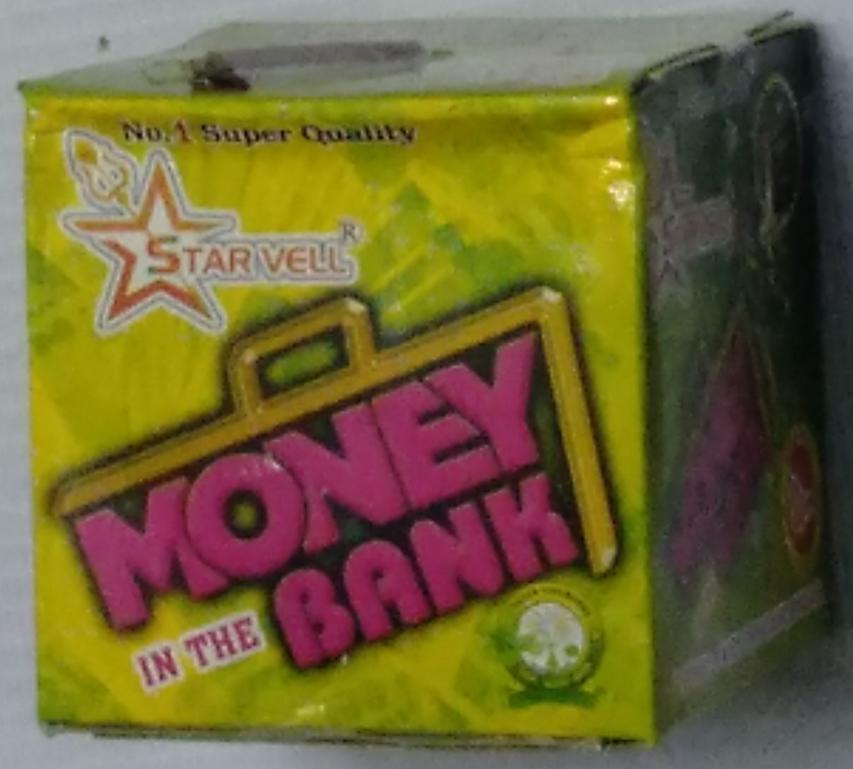 No.1 Super Quality
STAR VELL R
MONEY
IN THE BANK